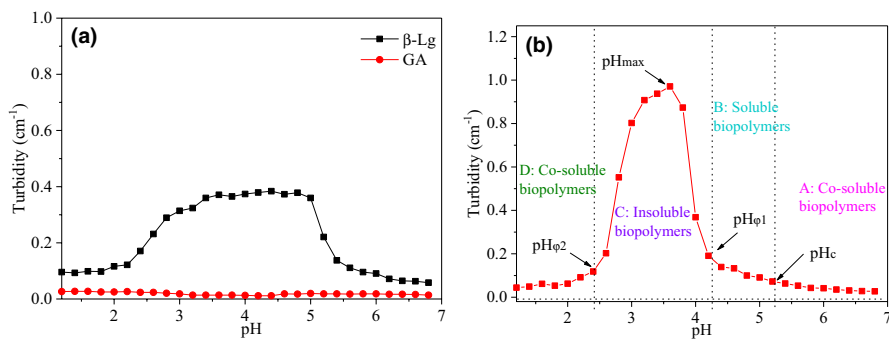 (a)
β-Lg
GA
1.0
0.8
0.6
0.4
0.2
0.0
2
3
4
5
6
7
pH
Turbidity (cm⁻¹)
(b)
pHmax
B: Soluble
biopolymers
D: Co-soluble
biopolymers
A: Co-soluble
biopolymers
C: Insoluble
biopolymers
pHφ1
pHφ2
pHc
1.2
1.0
0.8
0.6
0.4
0.2
0.0
2
3
4
5
6
7
pH
Turbidity (cm⁻¹)